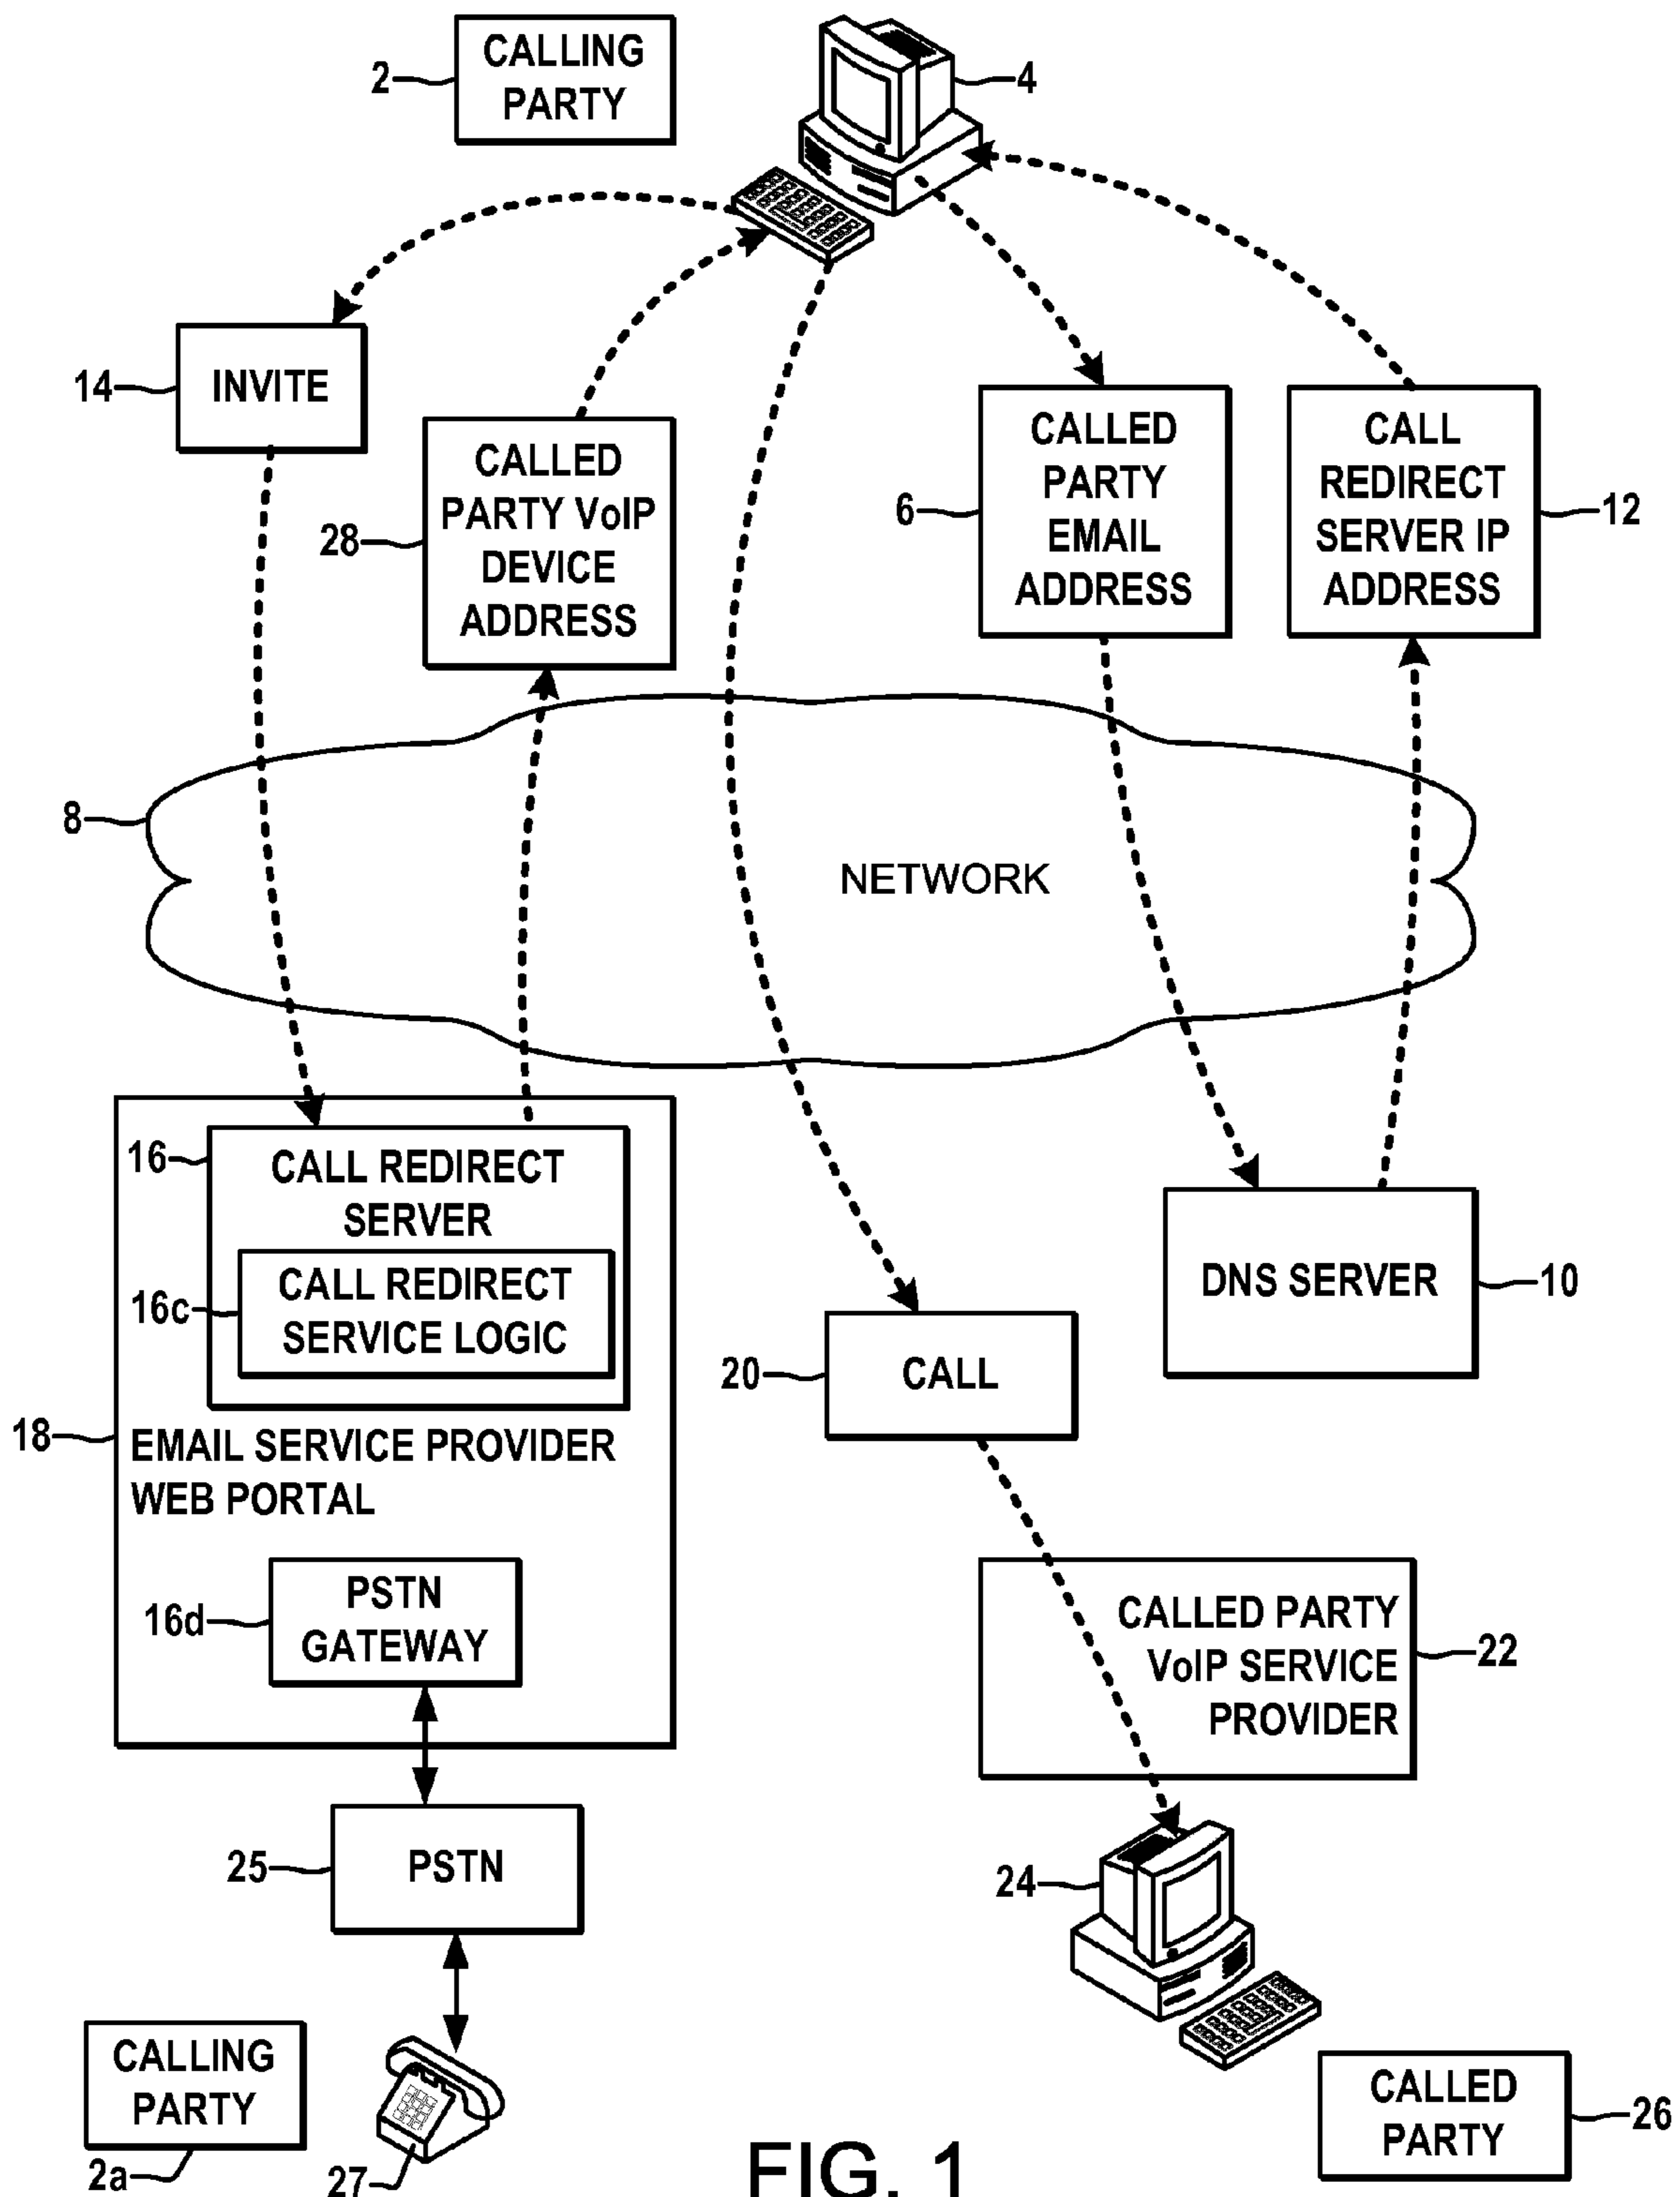 CALLING
PARTY
2
4
INVITE
14
CALLED
PARTY VoIP
DEVICE
ADDRESS
28
CALLED
PARTY
EMAIL
ADDRESS
6
CALL
REDIRECT
SERVER IP
ADDRESS
12
8
NETWORK
16
CALL REDIRECT
SERVER
16c
CALL REDIRECT
SERVICE LOGIC
18
EMAIL SERVICE PROVIDER
WEB PORTAL
16d
PSTN
GATEWAY
20
CALL
DNS SERVER
10
CALLED PARTY
VoIP SERVICE
PROVIDER
22
25
PSTN
24
CALLING
PARTY
2a
27
CALLED
PARTY
26
FIG. 1